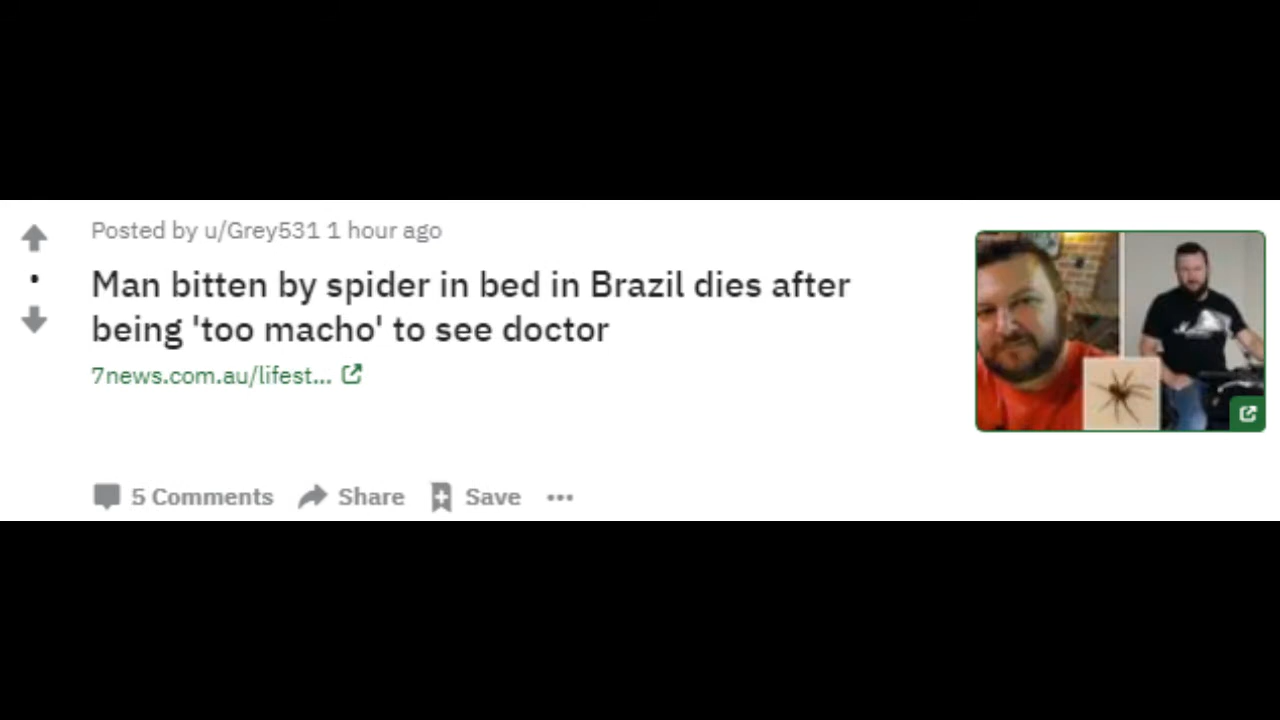 Posted by u/Grey531 1 hour ago
Man bitten by spider in bed in Brazil dies after
being 'too macho' to see doctor
7news.com.au/lifest...
5 Comments Share Save